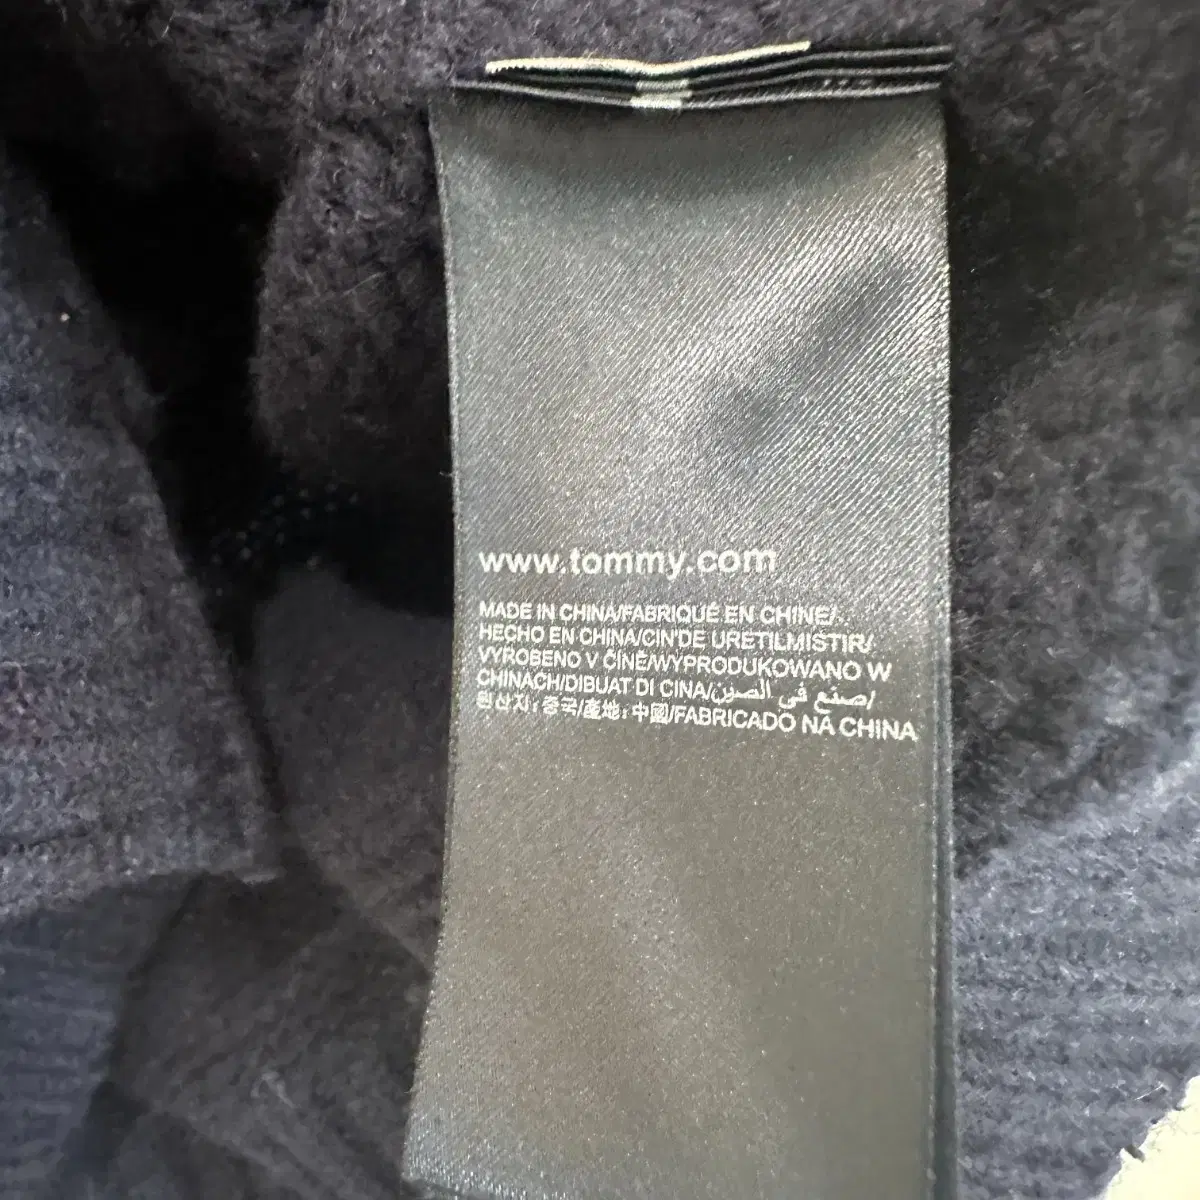 www.tommy.com
MADE IN CHINA/FABRIQUÉ EN CHINE/
HECHO EN CHINA/CIN'DE URETILMISTIR/
VYROBENO V ČÍNĚ/WYPRODUKOWANO W
CHINACH/DIBUAT DI CINA/صنع في الصين/
원산지: 중국/產地: 中國/FABRICADO NA CHINA